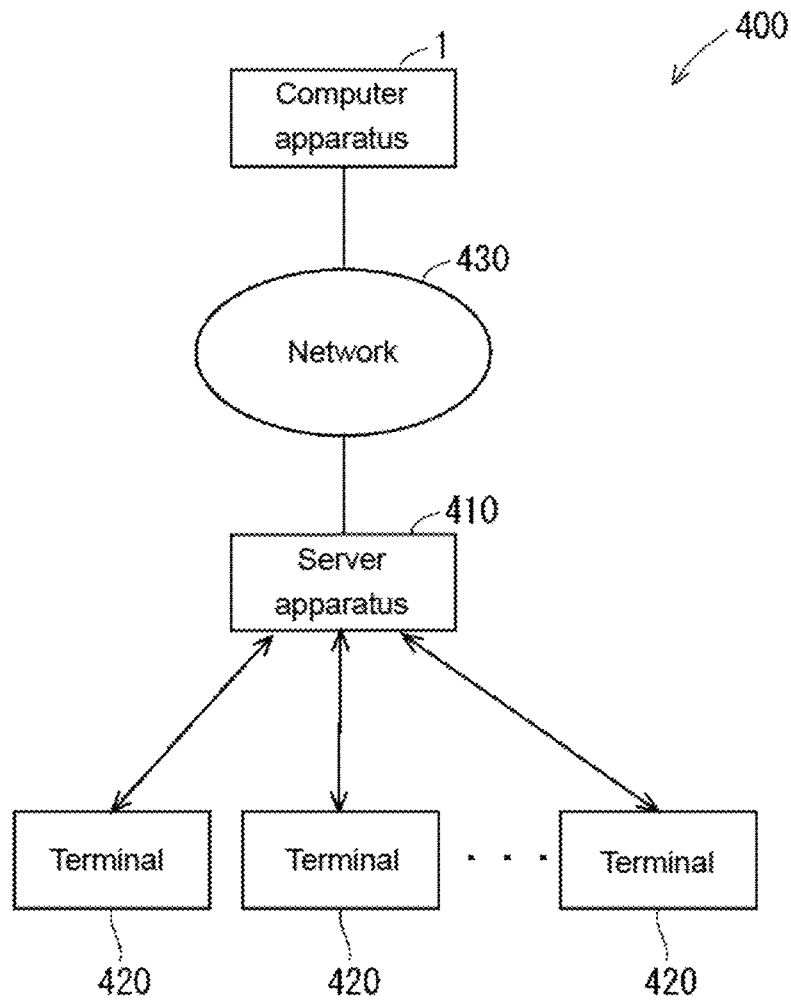 400
1
Computer
apparatus
430
Network
410
Server
apparatus
Terminal
Terminal
. . .
Terminal
420
420
420